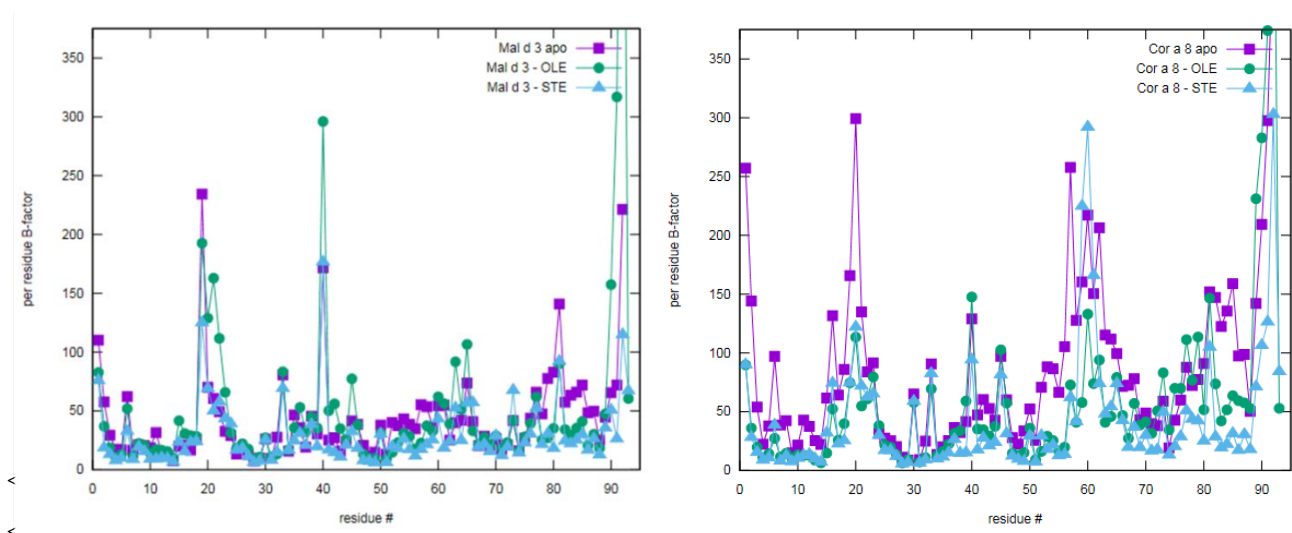 Mal d 3 apo
Mal d 3 - OLE
Mal d 3 - STE
350
300
250
200
150
100
50
0
per residue B-factor
0 10 20 30 40 50 60 70 80 90
residue #
Cor a 8 apo
Cor a 8 - OLE
Cor a 8 - STE
350
300
250
200
150
100
50
0
per residue B-factor
0 10 20 30 40 50 60 70 80 90
residue #
<
<